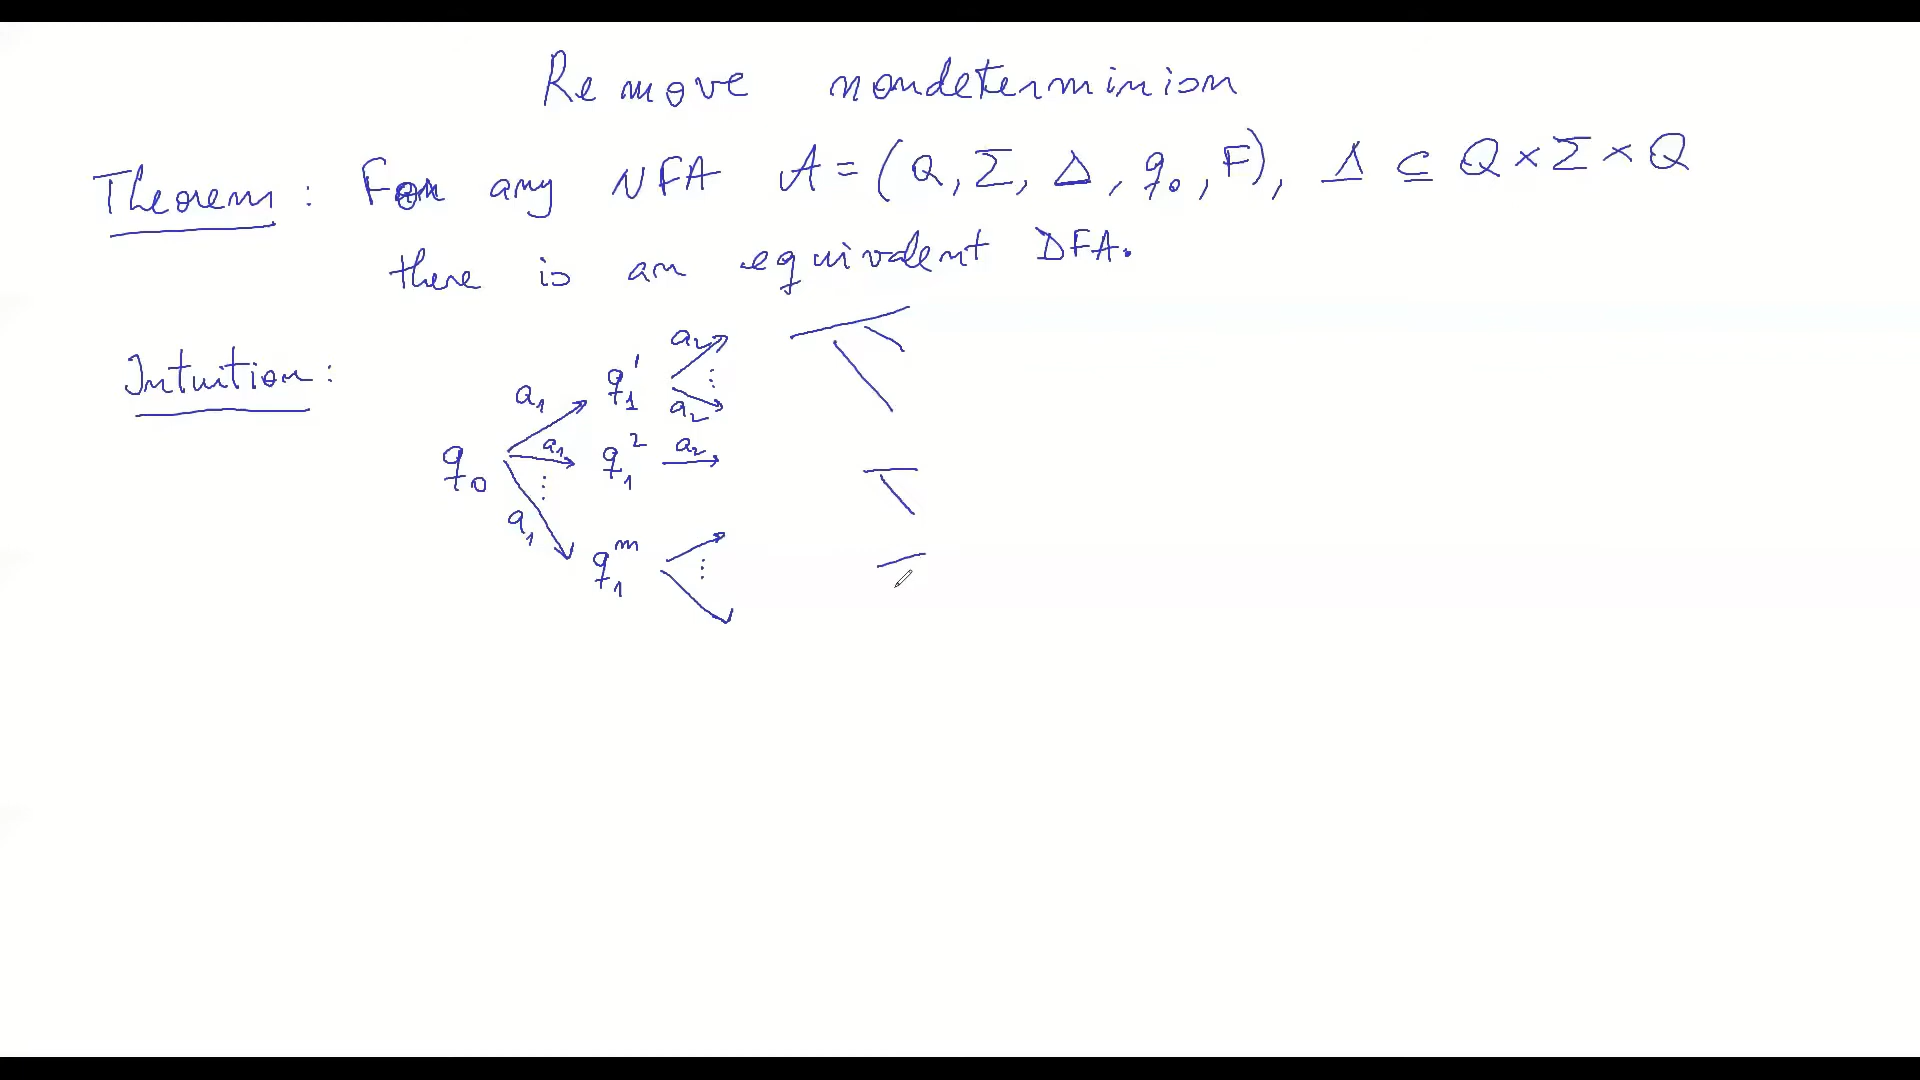 Remove nondeterminism
Theorem: For any NFA A = (Q, Σ, Δ, q₀, F), Δ ⊆ Q × Σ × Q
there is an equivalent DFA.
Intuition:
a₂
a₁ q₁¹ ⋮
a₂
q₀ a₁ q₁² a₂
⋮
a₁ q₁ᵐ ⋮